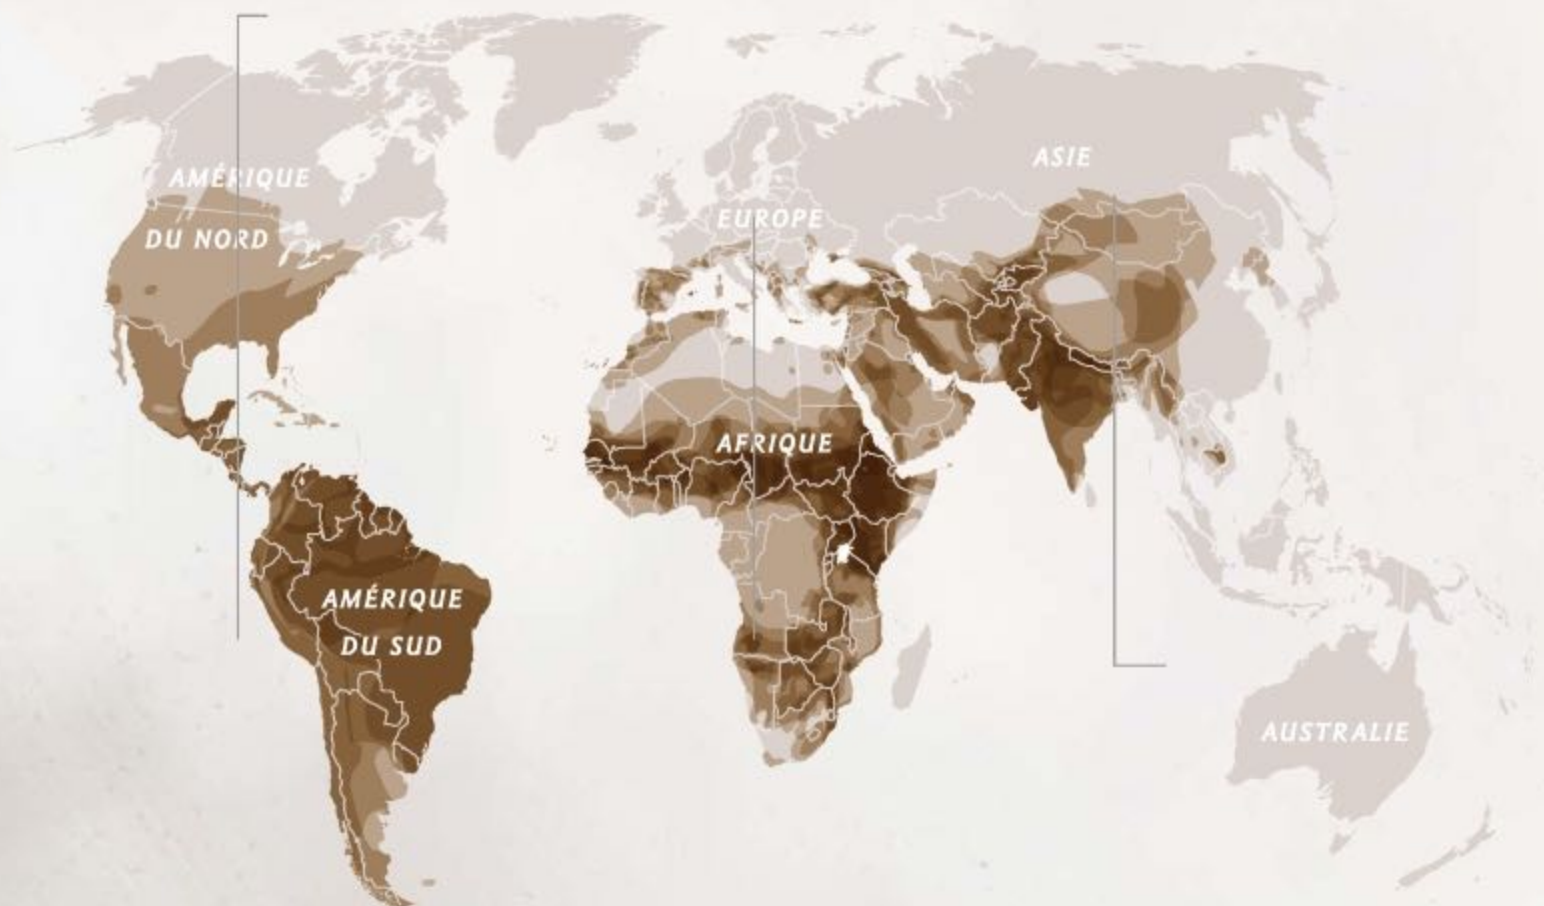 AMÉRIQUE
DU NORD
EUROPE
ASIE
AFRIQUE
AMÉRIQUE
DU SUD
AUSTRALIE